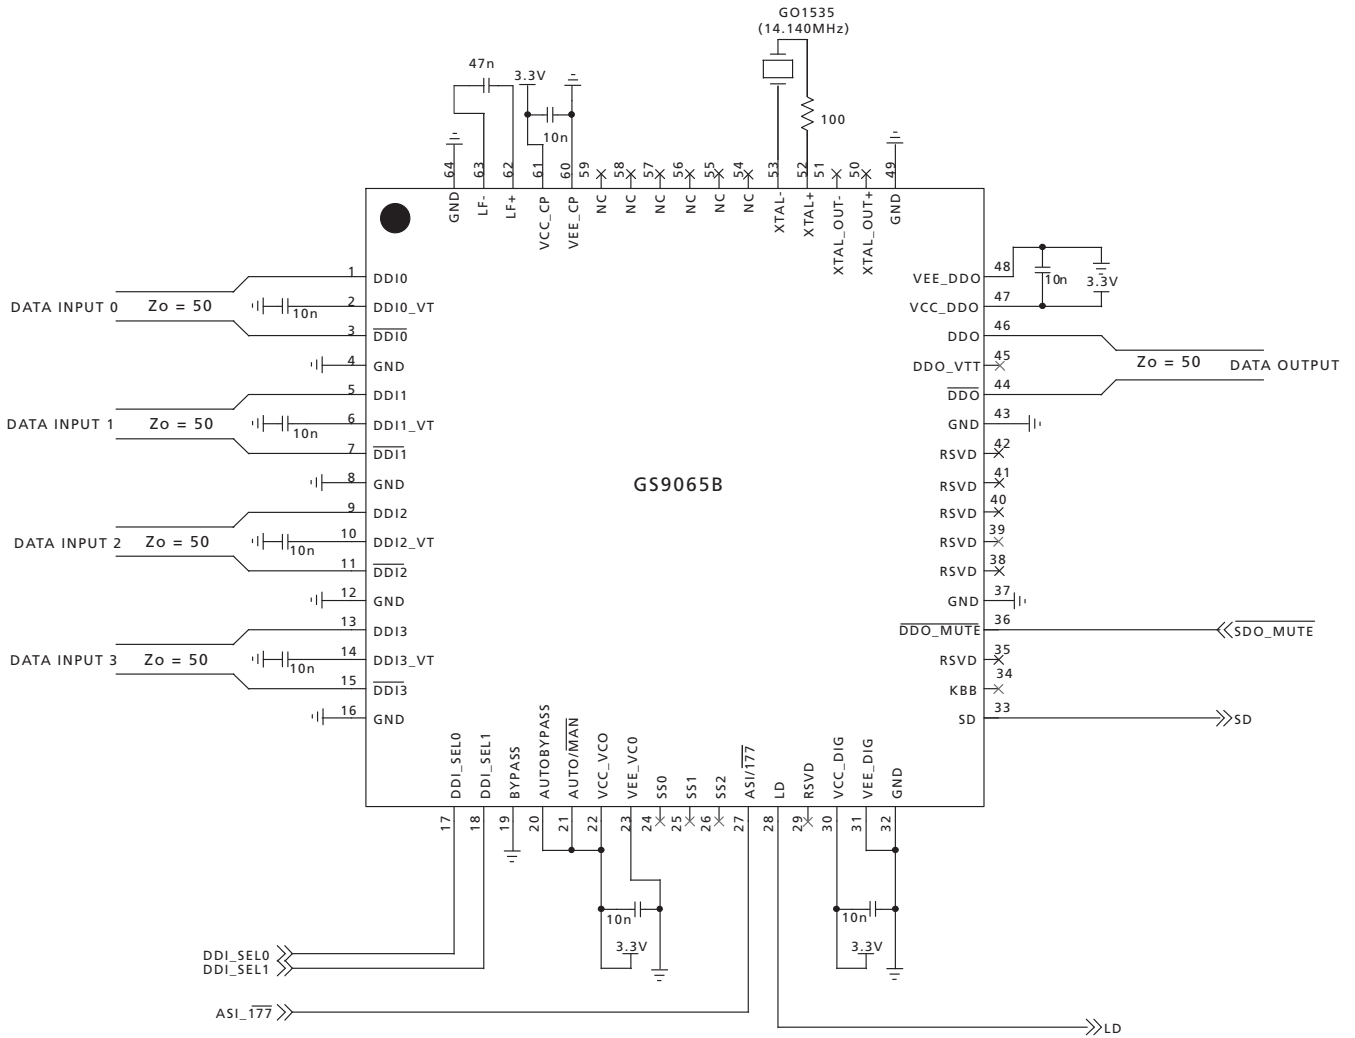 GO1535
(14.140MHz)
47n
3.3V
10n
100
64
63
62
61
60
59
58
57
56
55
54
53
52
51
50
49
GND
LF-
LF+
VCC_CP
VEE_CP
NC
NC
NC
NC
NC
NC
XTAL-
XTAL+
XTAL_OUT-
XTAL_OUT+
GND
DATA INPUT 0
Zo = 50
10n
1 DDI0
2 DDI0_VT
3 DDI0
4 GND
DATA INPUT 1
Zo = 50
10n
5 DDI1
6 DDI1_VT
7 DDI1
8 GND
DATA INPUT 2
Zo = 50
10n
9 DDI2
10 DDI2_VT
11 DDI2
12 GND
DATA INPUT 3
Zo = 50
10n
13 DDI3
14 DDI3_VT
15 DDI3
16 GND
GS9065B
VEE_DDO 48
10n
3.3V
VCC_DDO 47
DDO 46
DDO_VTT 45
Zo = 50
DATA OUTPUT
DDO 44
GND 43
RSVD 42
RSVD 41
RSVD 40
RSVD 39
RSVD 38
GND 37
DDO_MUTE 36
SDO_MUTE
RSVD 35
KBB 34
SD 33
SD
DDI_SEL0
DDI_SEL1
BYPASS
AUTOBYPASS
AUTO/MAN
VCC_VCO
VEE_VC0
SS0
SS1
SS2
ASI/177
LD
RSVD
VCC_DIG
VEE_DIG
GND
17
18
19
20
21
22
23
24
25
26
27
28
29
30
31
32
10n
3.3V
10n
3.3V
DDI_SEL0
DDI_SEL1
ASI_177
LD